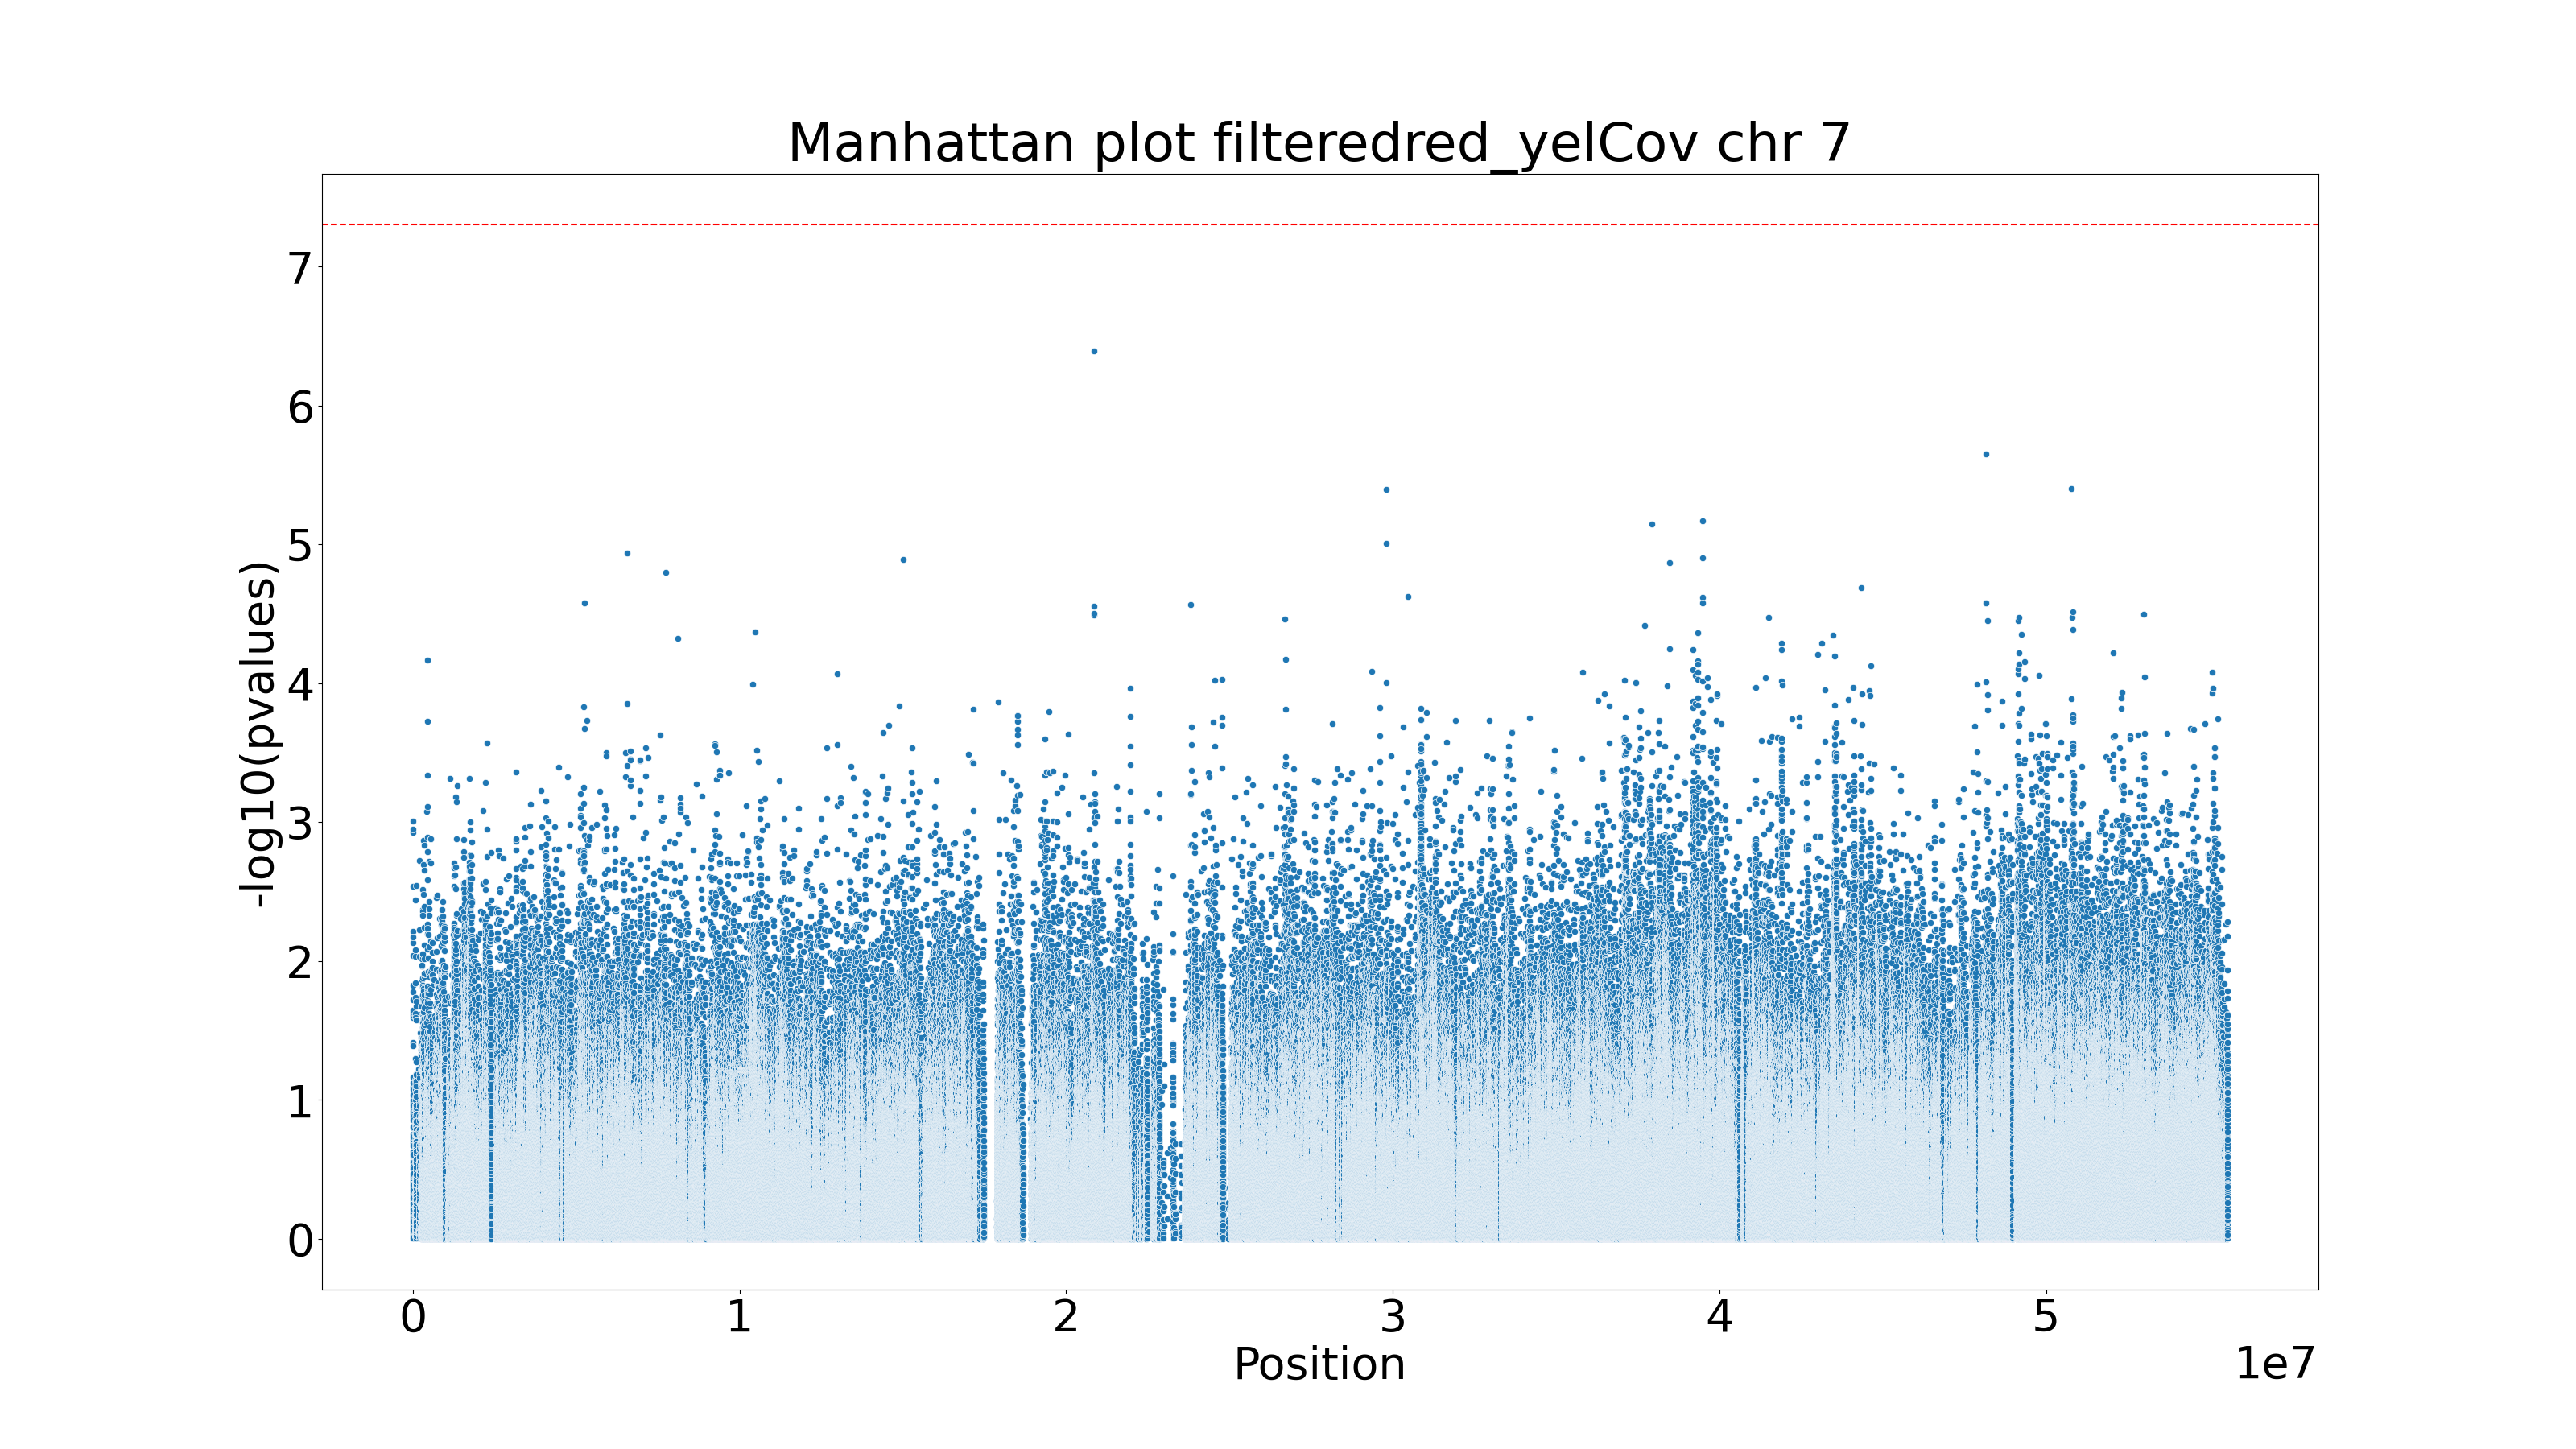 Manhattan plot filteredred_yelCov chr 7
-log10(pvalues)
7
6
5
4
3
2
1
0
0 1 2 3 4 5
Position
1e7